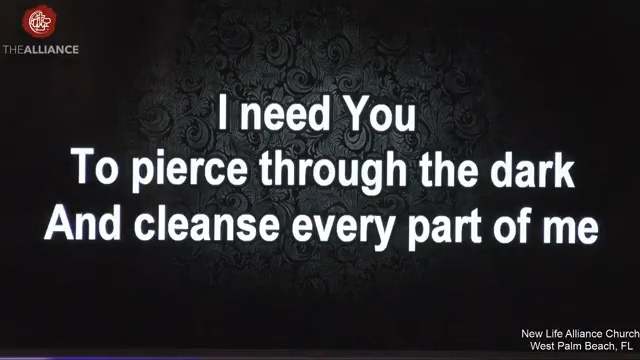 THEALLIANCE
I need You
To pierce through the dark
And cleanse every part of me
New Life Alliance Church
West Palm Beach, FL